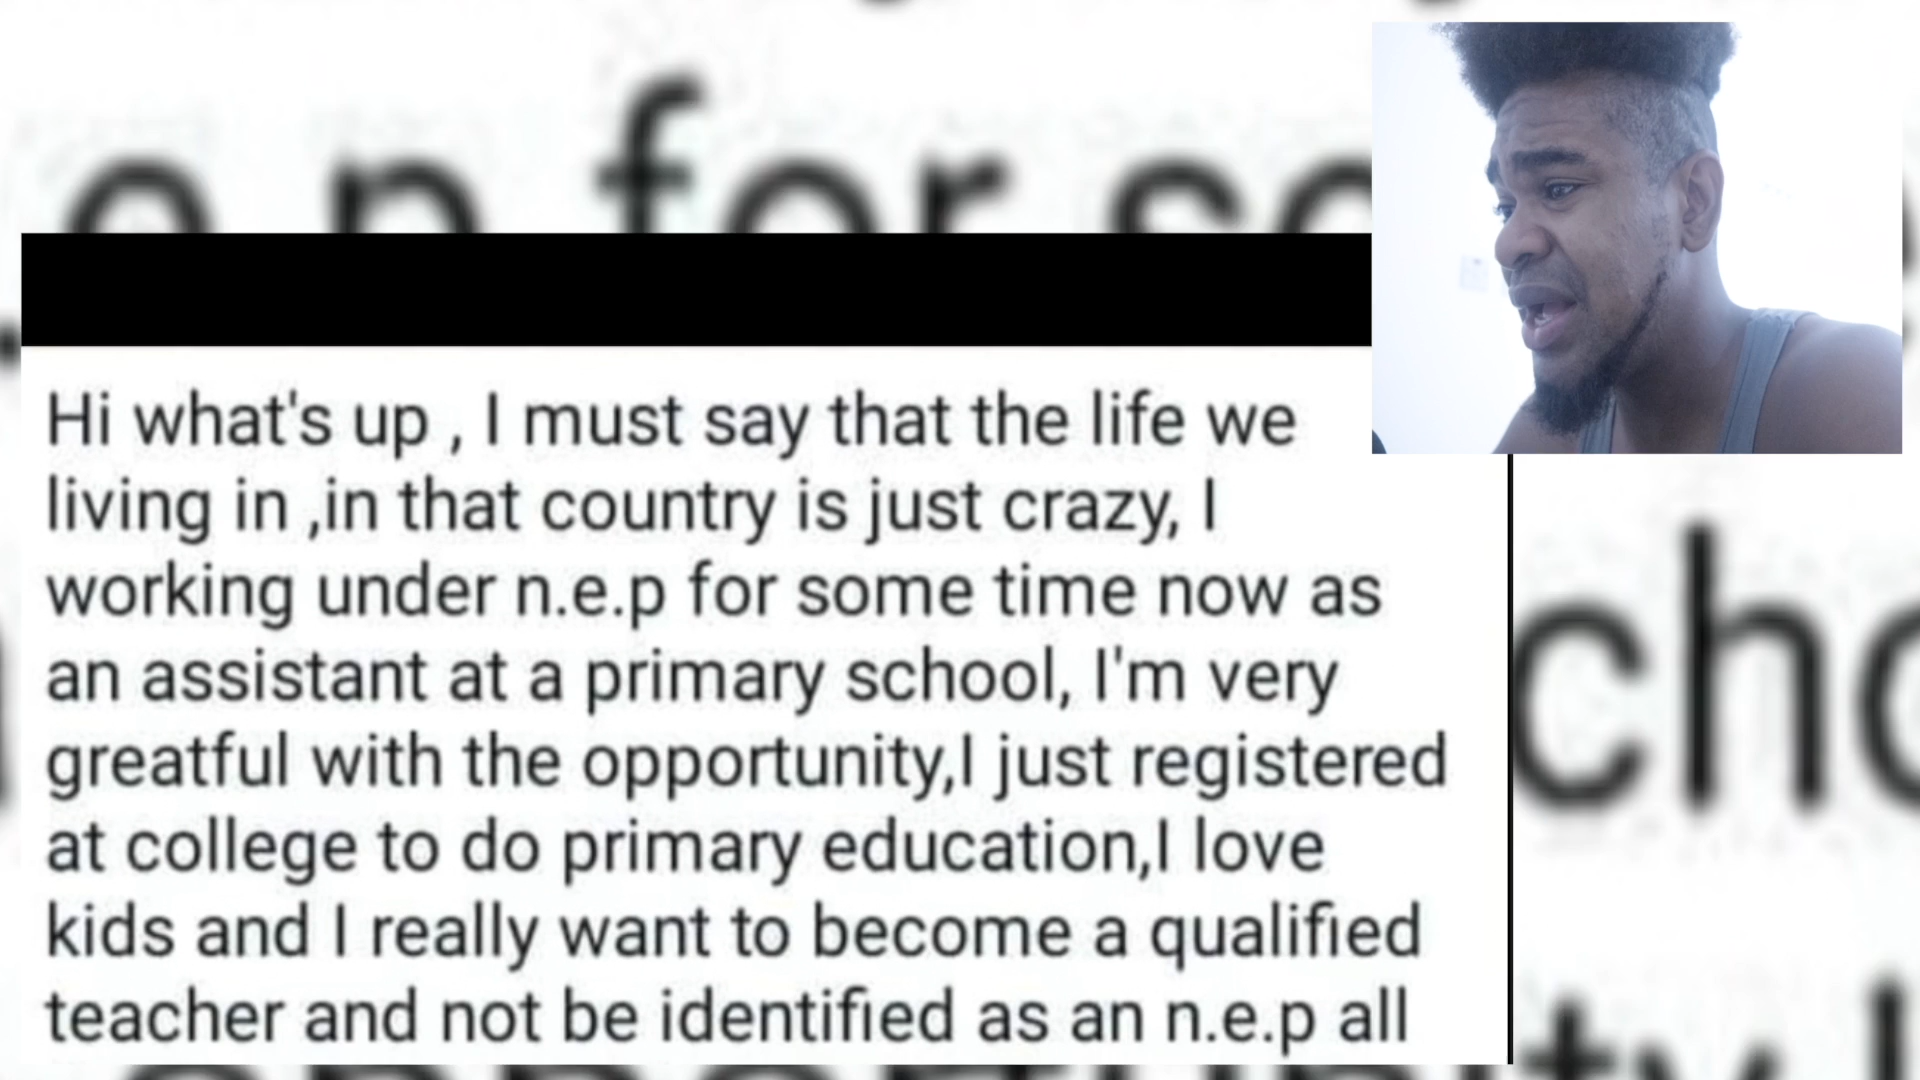 Hi what's up , I must say that the life we
living in ,in that country is just crazy, I
working under n.e.p for some time now as
an assistant at a primary school, I'm very
greatful with the opportunity,I just registered
at college to do primary education,I love
kids and I really want to become a qualified
teacher and not be identified as an n.e.p all